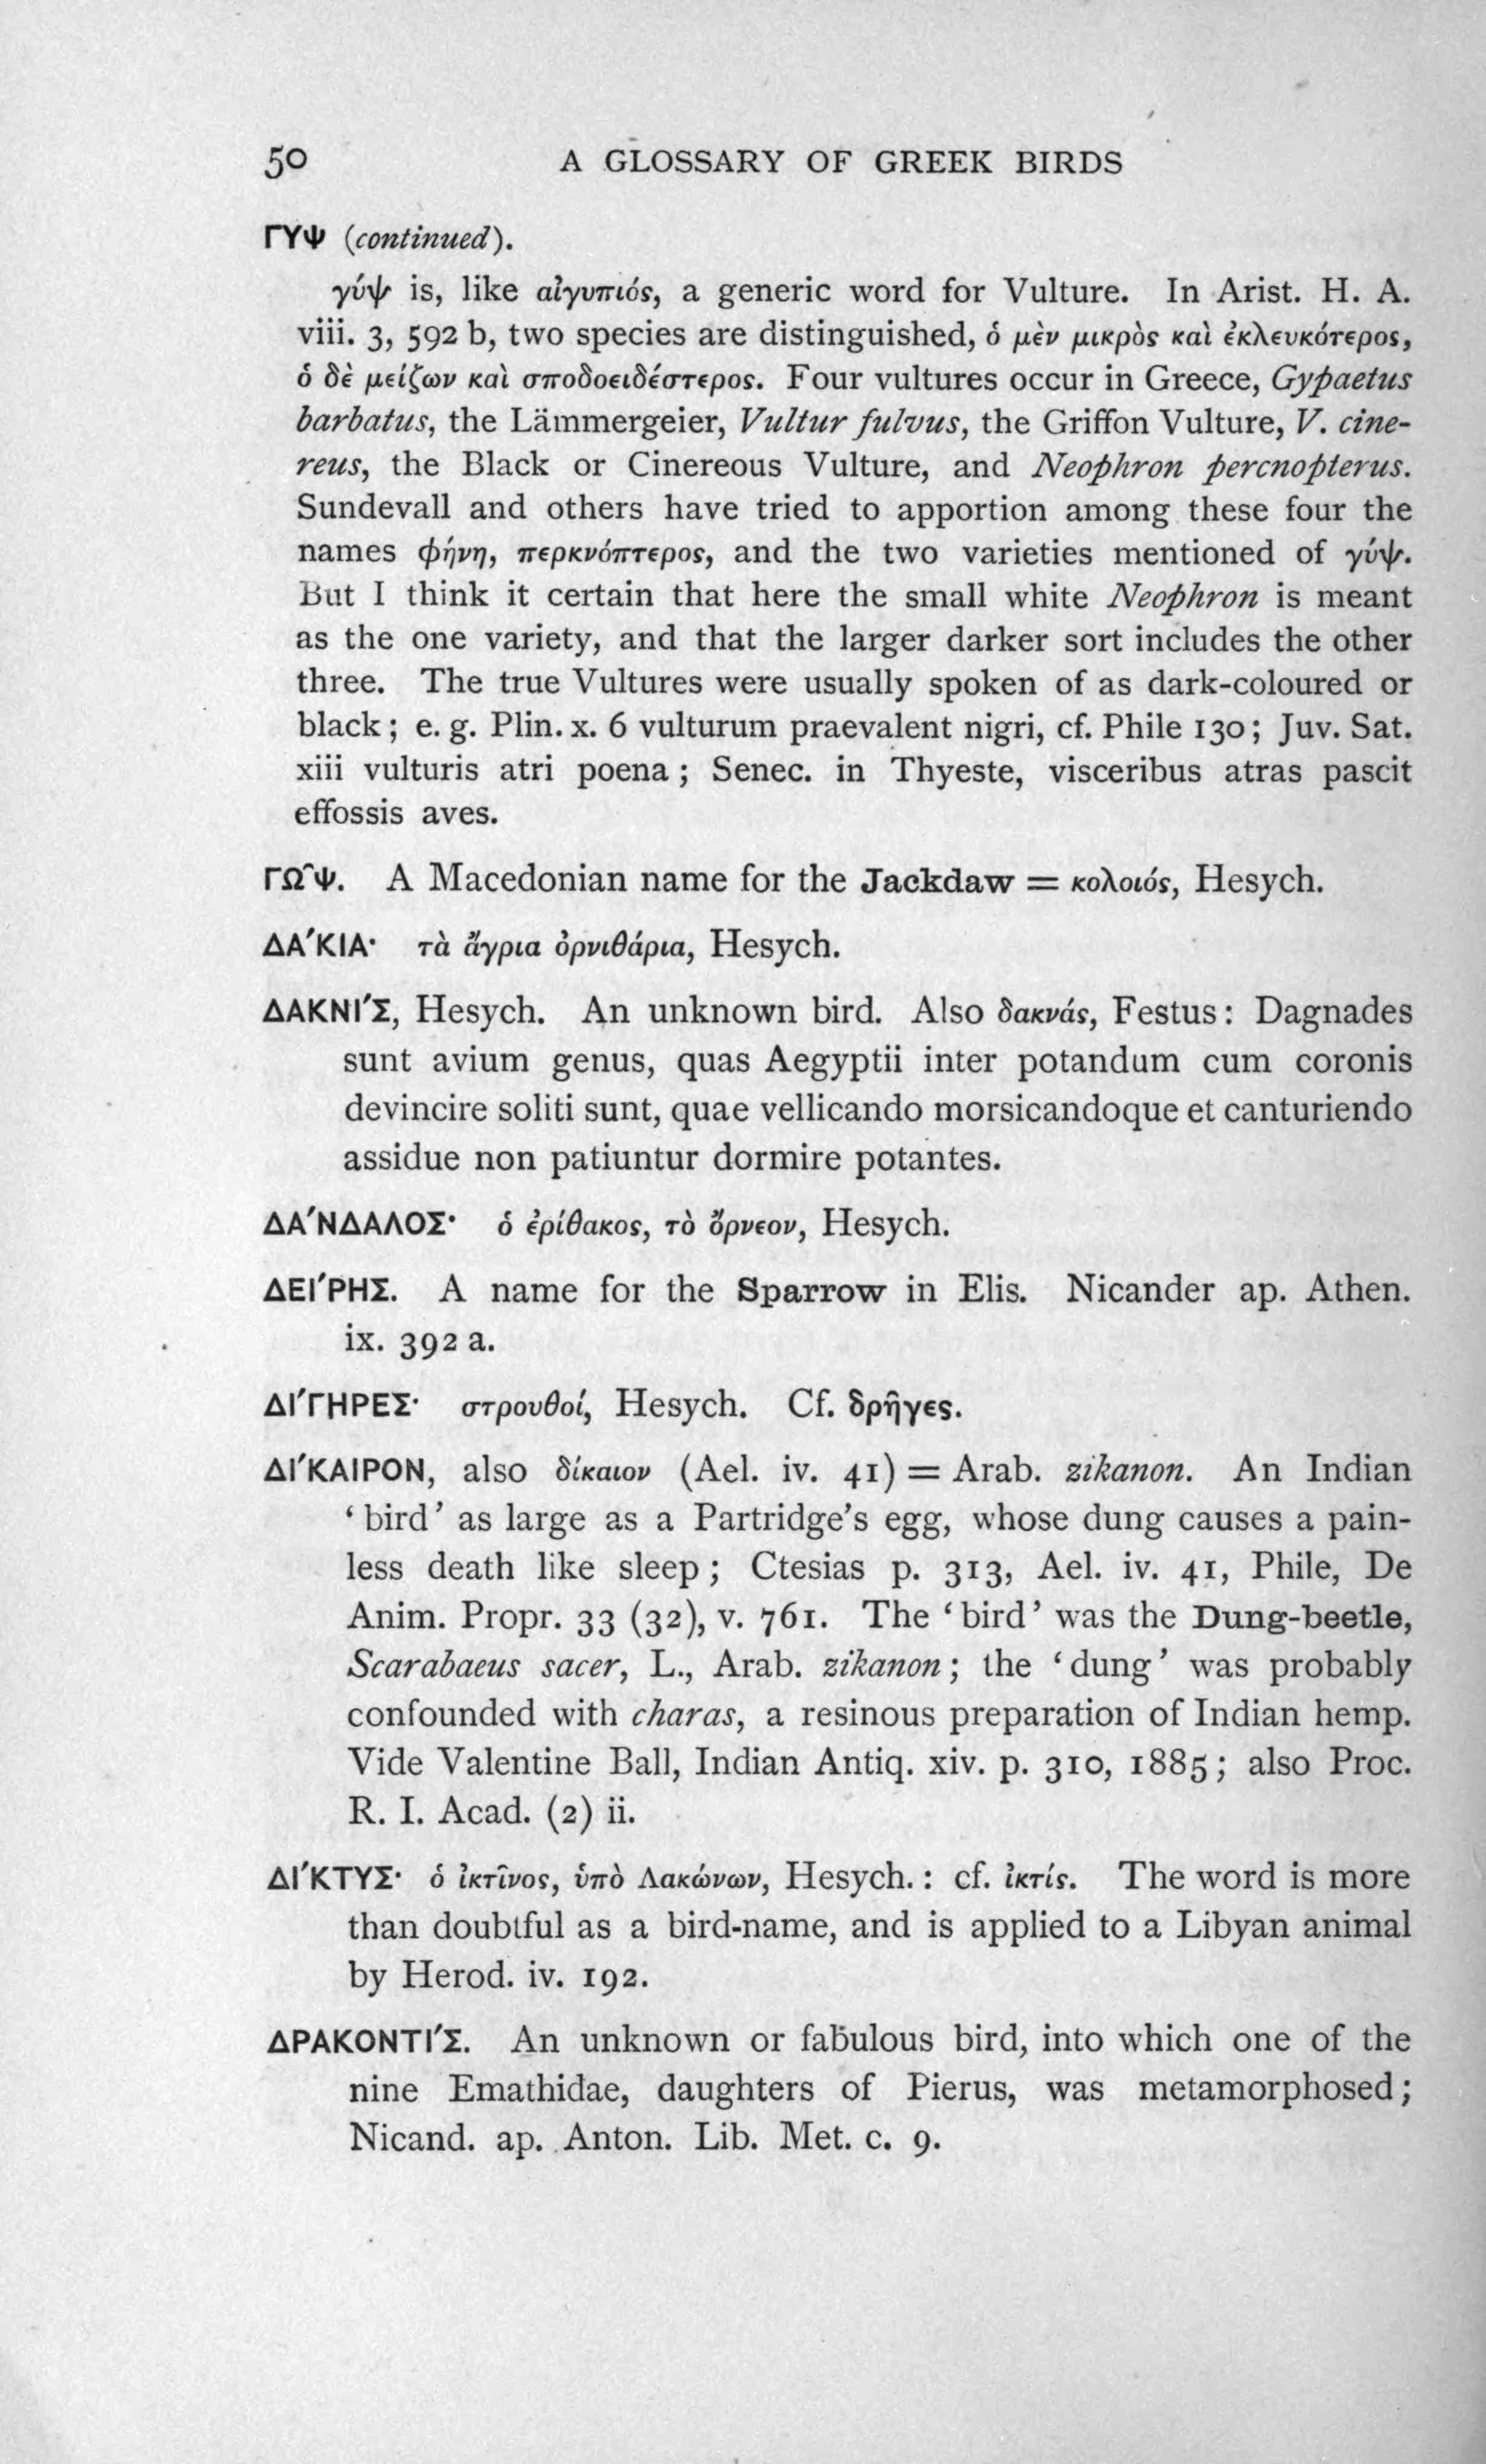 50 A GLOSSARY OF GREEK BIRDS
ΓΥΨ (continued).
γύψ is, like αἰγυπιός, a generic word for Vulture. In Arist. H. A.
viii. 3, 592 b, two species are distinguished, ὁ μὲν μικρὸς καὶ ἐκλευκότερος,
ὁ δὲ μείζων καὶ σποδοειδέστερος. Four vultures occur in Greece, Gypaetus
barbatus, the Lämmergeier, Vultur fulvus, the Griffon Vulture, V. cine-
reus, the Black or Cinereous Vulture, and Neophron percnopterus.
Sundevall and others have tried to apportion among these four the
names φήνη, περκνόπτερος, and the two varieties mentioned of γύψ.
But I think it certain that here the small white Neophron is meant
as the one variety, and that the larger darker sort includes the other
three. The true Vultures were usually spoken of as dark-coloured or
black; e. g. Plin. x. 6 vulturum praevalent nigri, cf. Phile 130; Juv. Sat.
xiii vulturis atri poena; Senec. in Thyeste, visceribus atras pascit
effossis aves.
ΓΩ῀Ψ. A Macedonian name for the Jackdaw = κολοιός, Hesych.
ΔΑ´ΚΙΑ· τὰ ἄγρια ὀρνιθάρια, Hesych.
ΔΑΚΝΙ´Σ, Hesych. An unknown bird. Also δακνάς, Festus: Dagnades
sunt avium genus, quas Aegyptii inter potandum cum coronis
devincire soliti sunt, quae vellicando morsicandoque et canturiendo
assidue non patiuntur dormire potantes.
ΔΑ´ΝΔΑΛΟΣ· ὁ ἐρίθακος, τὸ ὄρνεον, Hesych.
ΔΕΙ´ΡΗΣ. A name for the Sparrow in Elis. Nicander ap. Athen.
ix. 392 a.
ΔΙ´ΓΗΡΕΣ· στρουθοί, Hesych. Cf. δρῆγες.
ΔΙ´ΚΑΙΡΟΝ, also δίκαιον (Ael. iv. 41) = Arab. zikanon. An Indian
‘bird’ as large as a Partridge's egg, whose dung causes a pain-
less death like sleep; Ctesias p. 313, Ael. iv. 41, Phile, De
Anim. Propr. 33 (32), v. 761. The ‘bird’ was the Dung-beetle,
Scarabaeus sacer, L., Arab. zikanon; the ‘dung’ was probably
confounded with charas, a resinous preparation of Indian hemp.
Vide Valentine Ball, Indian Antiq. xiv. p. 310, 1885; also Proc.
R. I. Acad. (2) ii.
ΔΙ´ΚΤΥΣ· ὁ ἰκτῖνος, ὑπὸ Λακώνων, Hesych.: cf. ἰκτίς. The word is more
than doubtful as a bird-name, and is applied to a Libyan animal
by Herod. iv. 192.
ΔΡΑΚΟΝΤΙ´Σ. An unknown or fabulous bird, into which one of the
nine Emathidae, daughters of Pierus, was metamorphosed;
Nicand. ap. Anton. Lib. Met. c. 9.